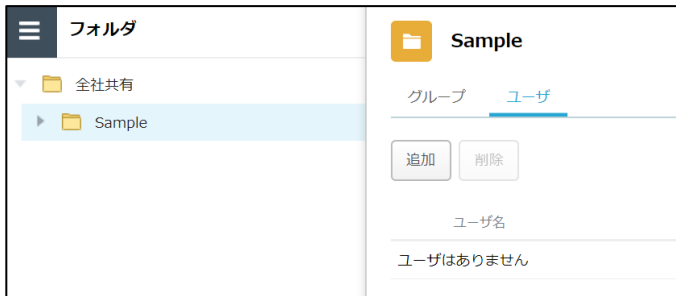 フォルダ
全社共有
Sample
Sample
グループ ユーザ
追加 削除
ユーザ名
ユーザはありません